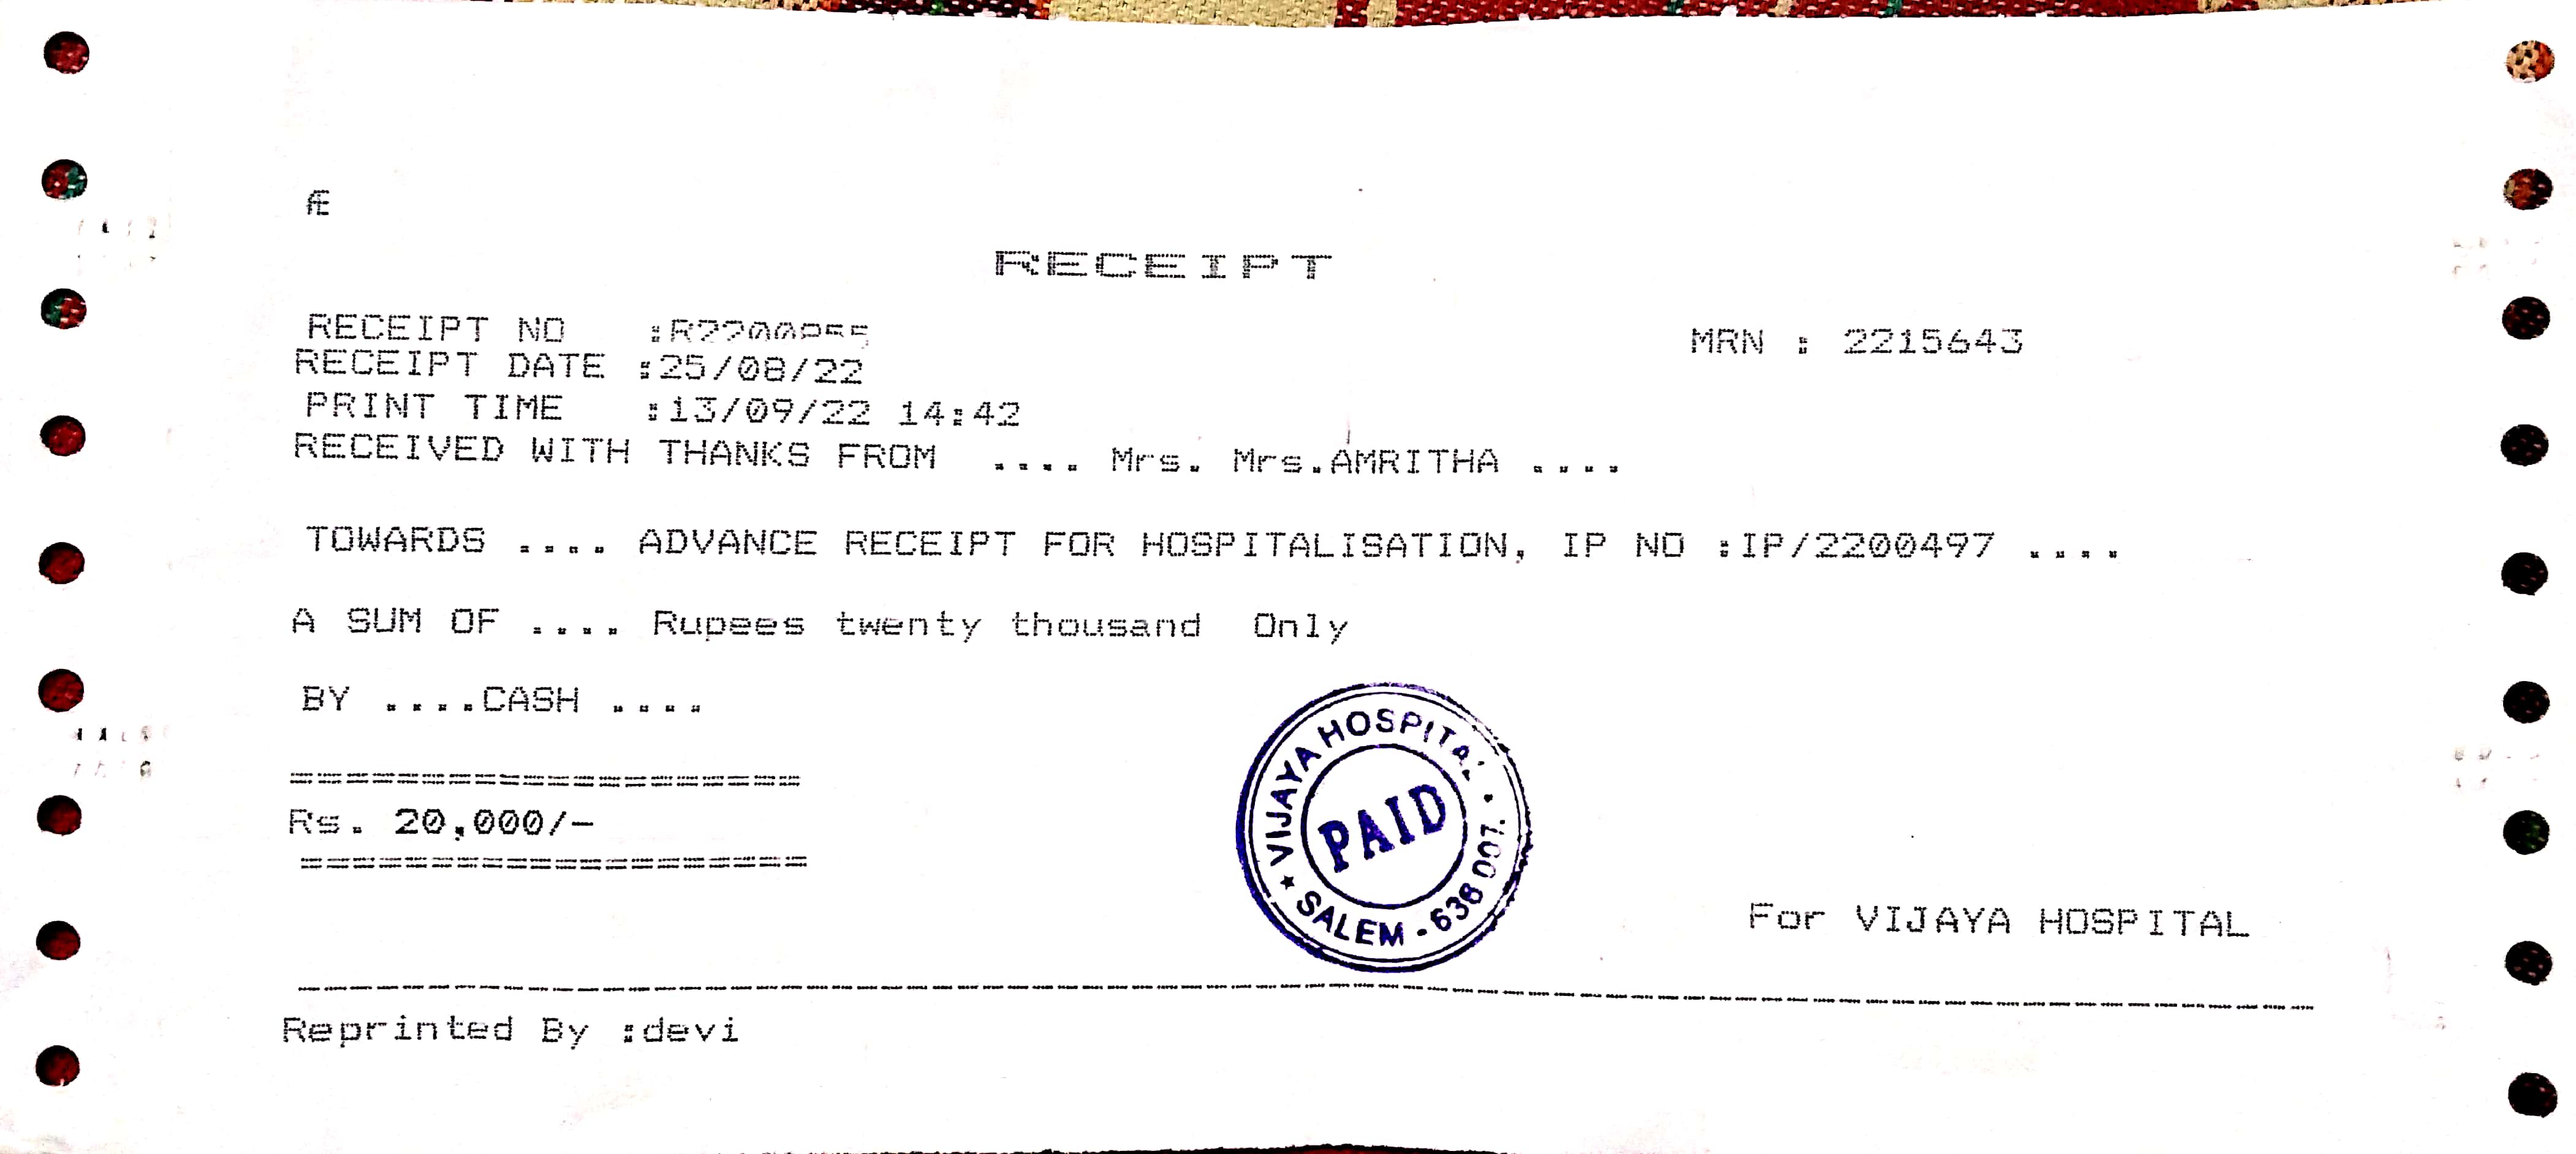 Æ
RECEIPT
RECEIPT NO :
MRN : 2215643
RECEIPT DATE :25/08/22
PRINT TIME :13/09/22 14:42
RECEIVED WITH THANKS FROM .... Mrs. Mrs.AMRITHA ....
TOWARDS .... ADVANCE RECEIPT FOR HOSPITALISATION, IP NO :IP/2200497 ....
A SUM OF .... Rupees twenty thousand Only
BY ....CASH ....
====================
Rs. 20,000/-
====================
VIJAYA HOSPITAL
PAID
SALEM - 636 007.
For VIJAYA HOSPITAL
Reprinted By :devi